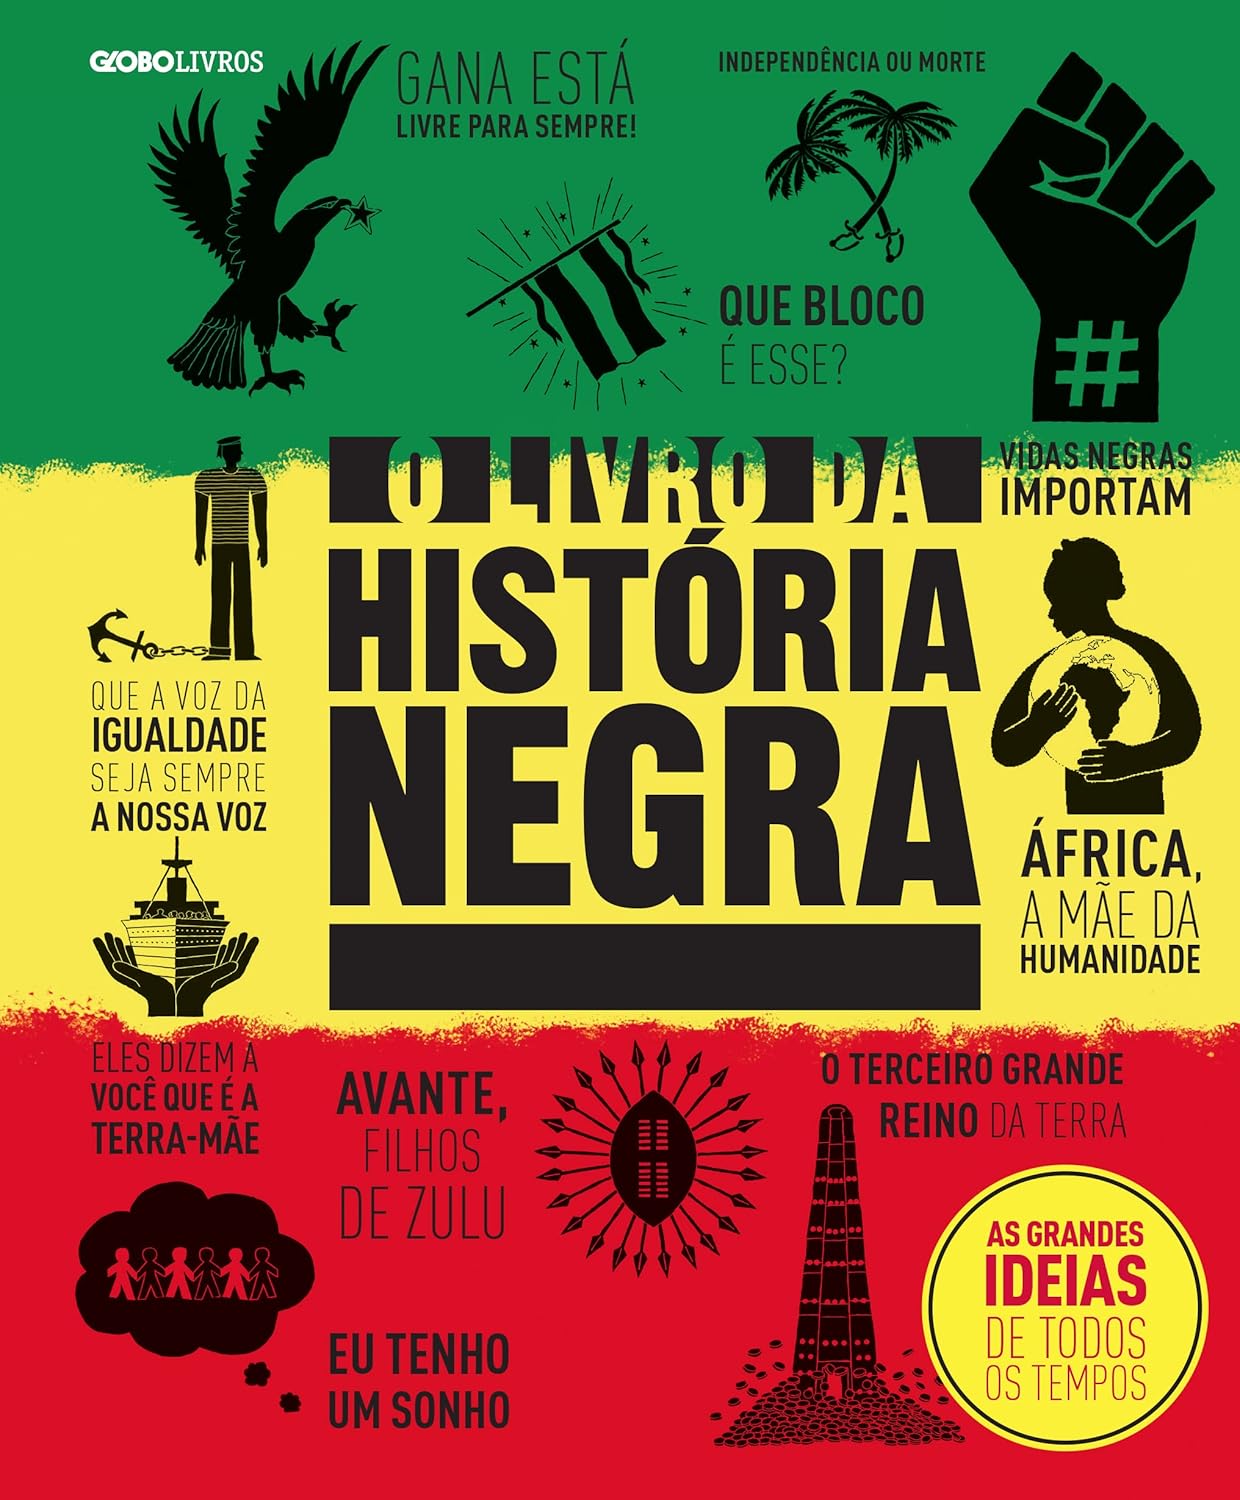 GLOBOLIVROS
GANA ESTÁ
LIVRE PARA SEMPRE!
INDEPENDÊNCIA OU MORTE
QUE BLOCO
É ESSE?
#
VIDAS NEGRAS
IMPORTAM
O LIVRO DA
HISTÓRIA
NEGRA
QUE A VOZ DA
IGUALDADE
SEJA SEMPRE
A NOSSA VOZ
ÁFRICA,
A MÃE DA
HUMANIDADE
ELES DIZEM A
VOCÊ QUE É A
TERRA-MÃE
AVANTE,
FILHOS
DE ZULU
O TERCEIRO GRANDE
REINO DA TERRA
EU TENHO
UM SONHO
AS GRANDES
IDEIAS
DE TODOS
OS TEMPOS